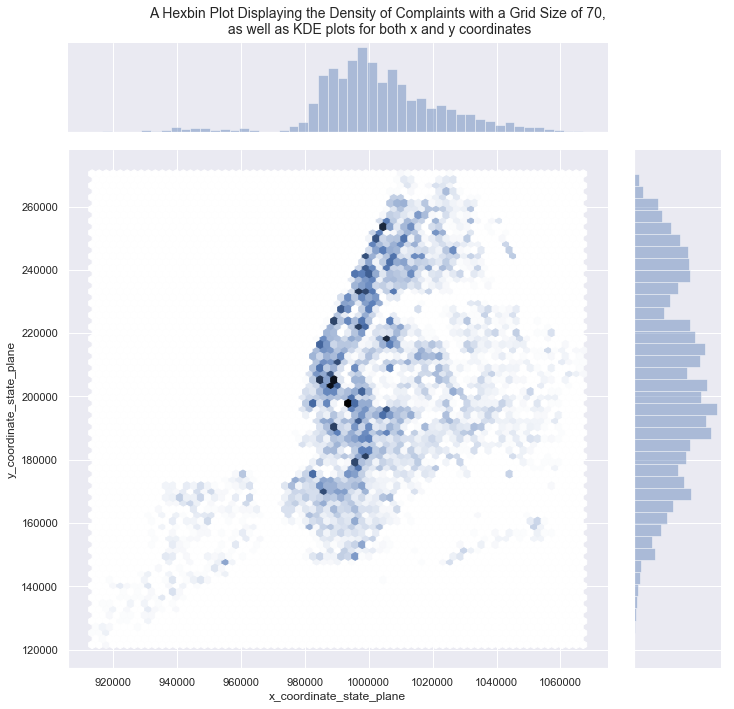 A Hexbin Plot Displaying the Density of Complaints with a Grid Size of 70,
as well as KDE plots for both x and y coordinates
260000
240000
220000
200000
180000
160000
140000
120000
y_coordinate_state_plane
920000 940000 960000 980000 1000000 1020000 1040000 1060000
x_coordinate_state_plane